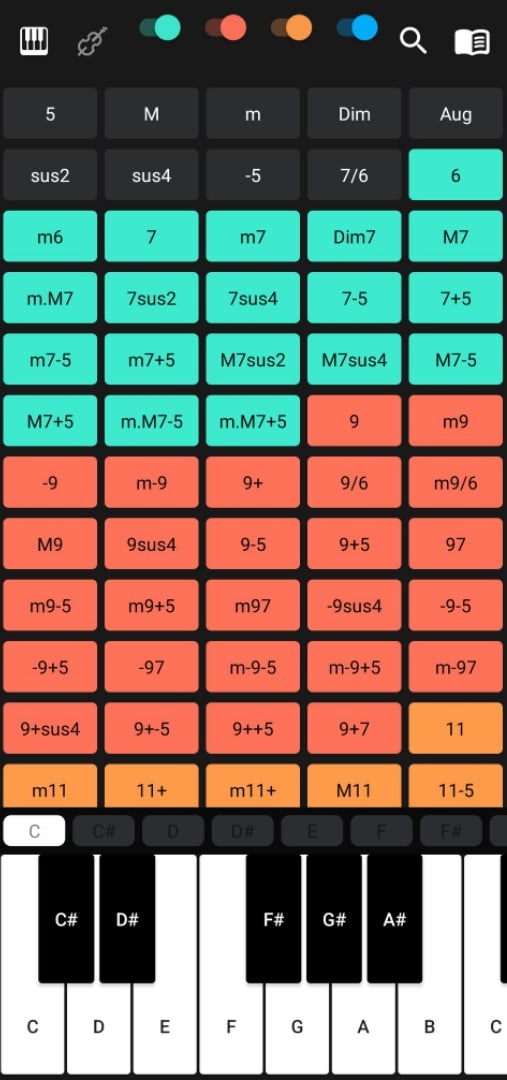 5 M m Dim Aug
sus2 sus4 -5 7/6 6
m6 7 m7 Dim7 M7
m.M7 7sus2 7sus4 7-5 7+5
m7-5 m7+5 M7sus2 M7sus4 M7-5
M7+5 m.M7-5 m.M7+5 9 m9
-9 m-9 9+ 9/6 m9/6
M9 9sus4 9-5 9+5 97
m9-5 m9+5 m97 -9sus4 -9-5
-9+5 -97 m-9-5 m-9+5 m-97
9+sus4 9+-5 9++5 9+7 11
m11 11+ m11+ M11 11-5
C C# D D# E F F#
C# D# F# G# A#
C D E F G A B C